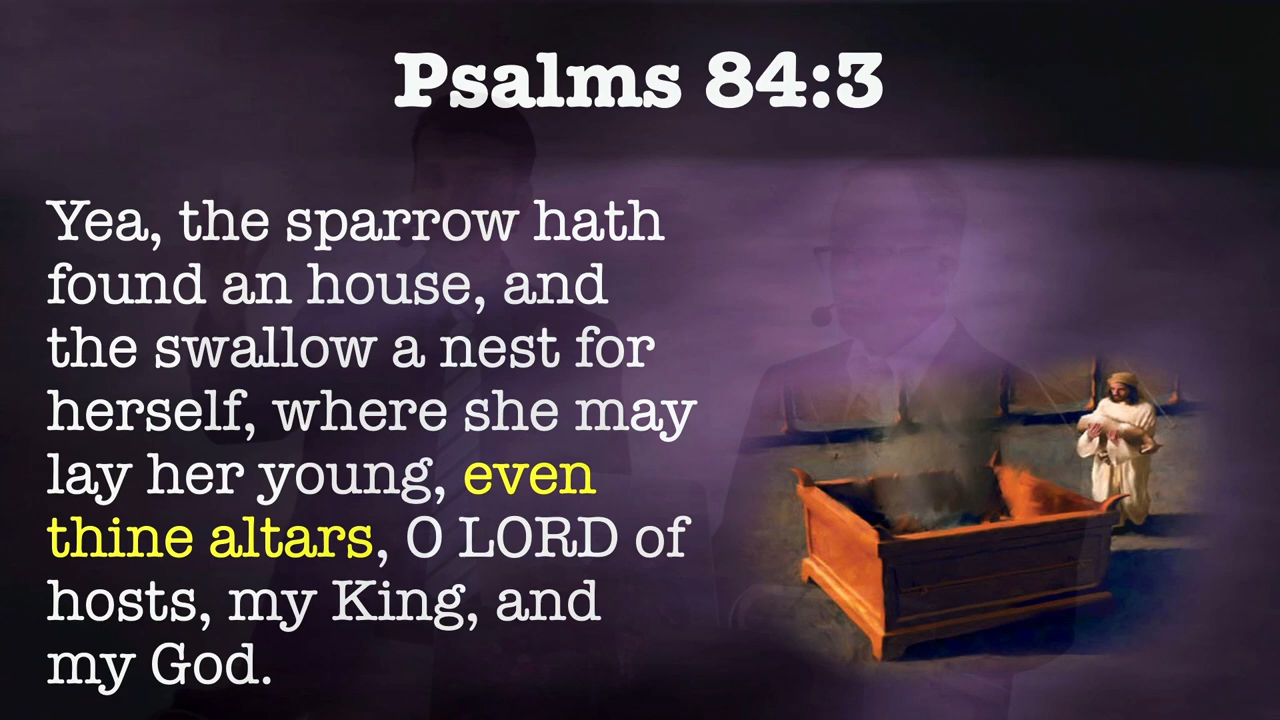 Psalms 84:3
Yea, the sparrow hath
found an house, and
the swallow a nest for
herself, where she may
lay her young, even
thine altars, O LORD of
hosts, my King, and
my God.